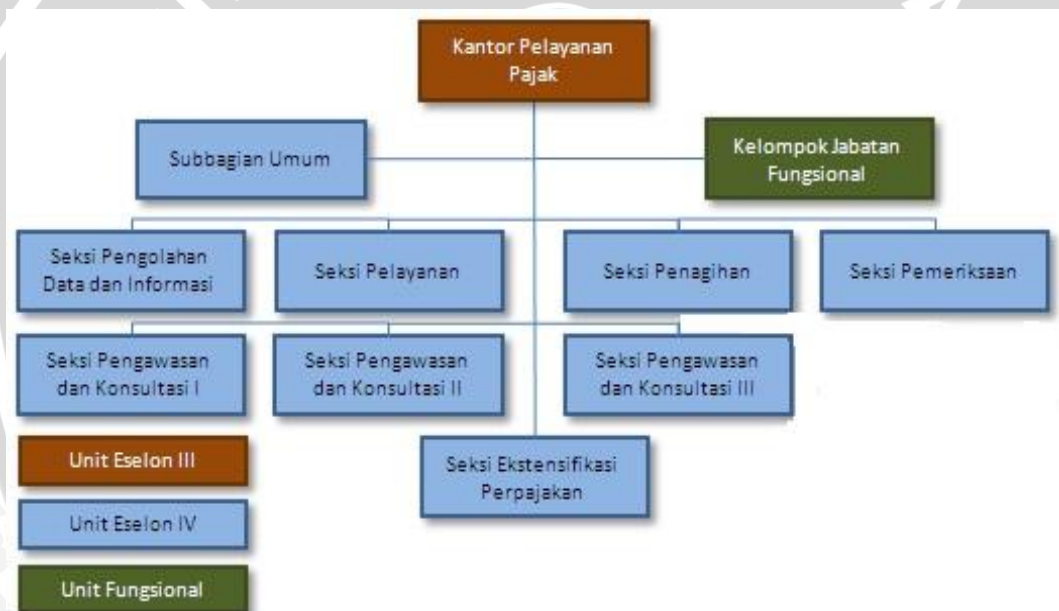 Kantor Pelayanan
Pajak
Subbagian Umum
Kelompok Jabatan
Fungsional
Seksi Pengolahan
Data dan Informasi
Seksi Pelayanan
Seksi Penagihan
Seksi Pemeriksaan
Seksi Pengawasan
dan Konsultasi I
Seksi Pengawasan
dan Konsultasi II
Seksi Pengawasan
dan Konsultasi III
Seksi Ekstensifikasi
Perpajakan
Unit Eselon III
Unit Eselon IV
Unit Fungsional